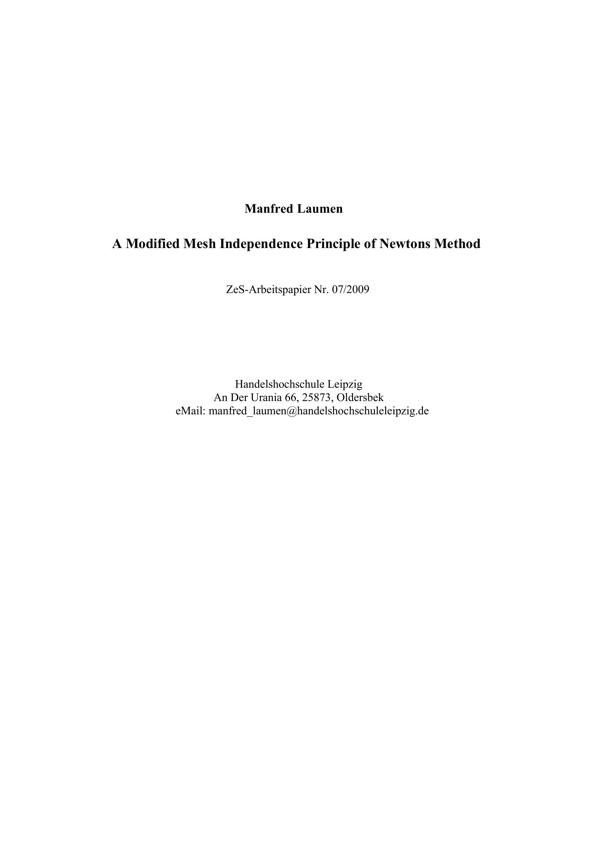 Manfred Laumen
A Modified Mesh Independence Principle of Newtons Method
ZeS-Arbeitspapier Nr. 07/2009
Handelshochschule Leipzig
An Der Urania 66, 25873, Oldersbek
eMail: manfred_laumen@handelshochschuleleipzig.de